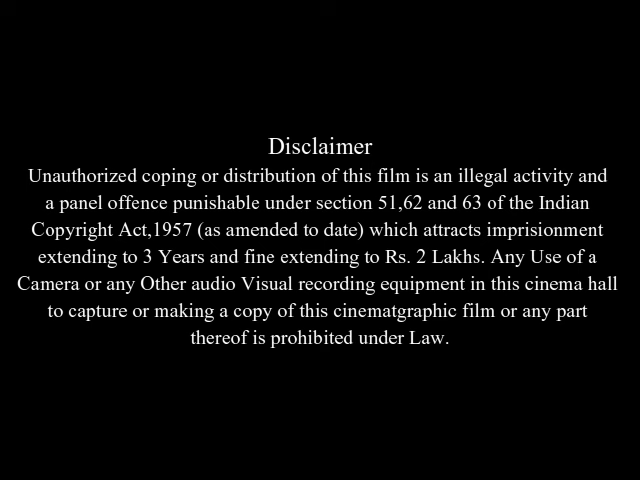 Disclaimer
Unauthorized coping or distribution of this film is an illegal activity and
a panel offence punishable under section 51,62 and 63 of the Indian
Copyright Act,1957 (as amended to date) which attracts imprisionment
extending to 3 Years and fine extending to Rs. 2 Lakhs. Any Use of a
Camera or any Other audio Visual recording equipment in this cinema hall
to capture or making a copy of this cinematgraphic film or any part
thereof is prohibited under Law.